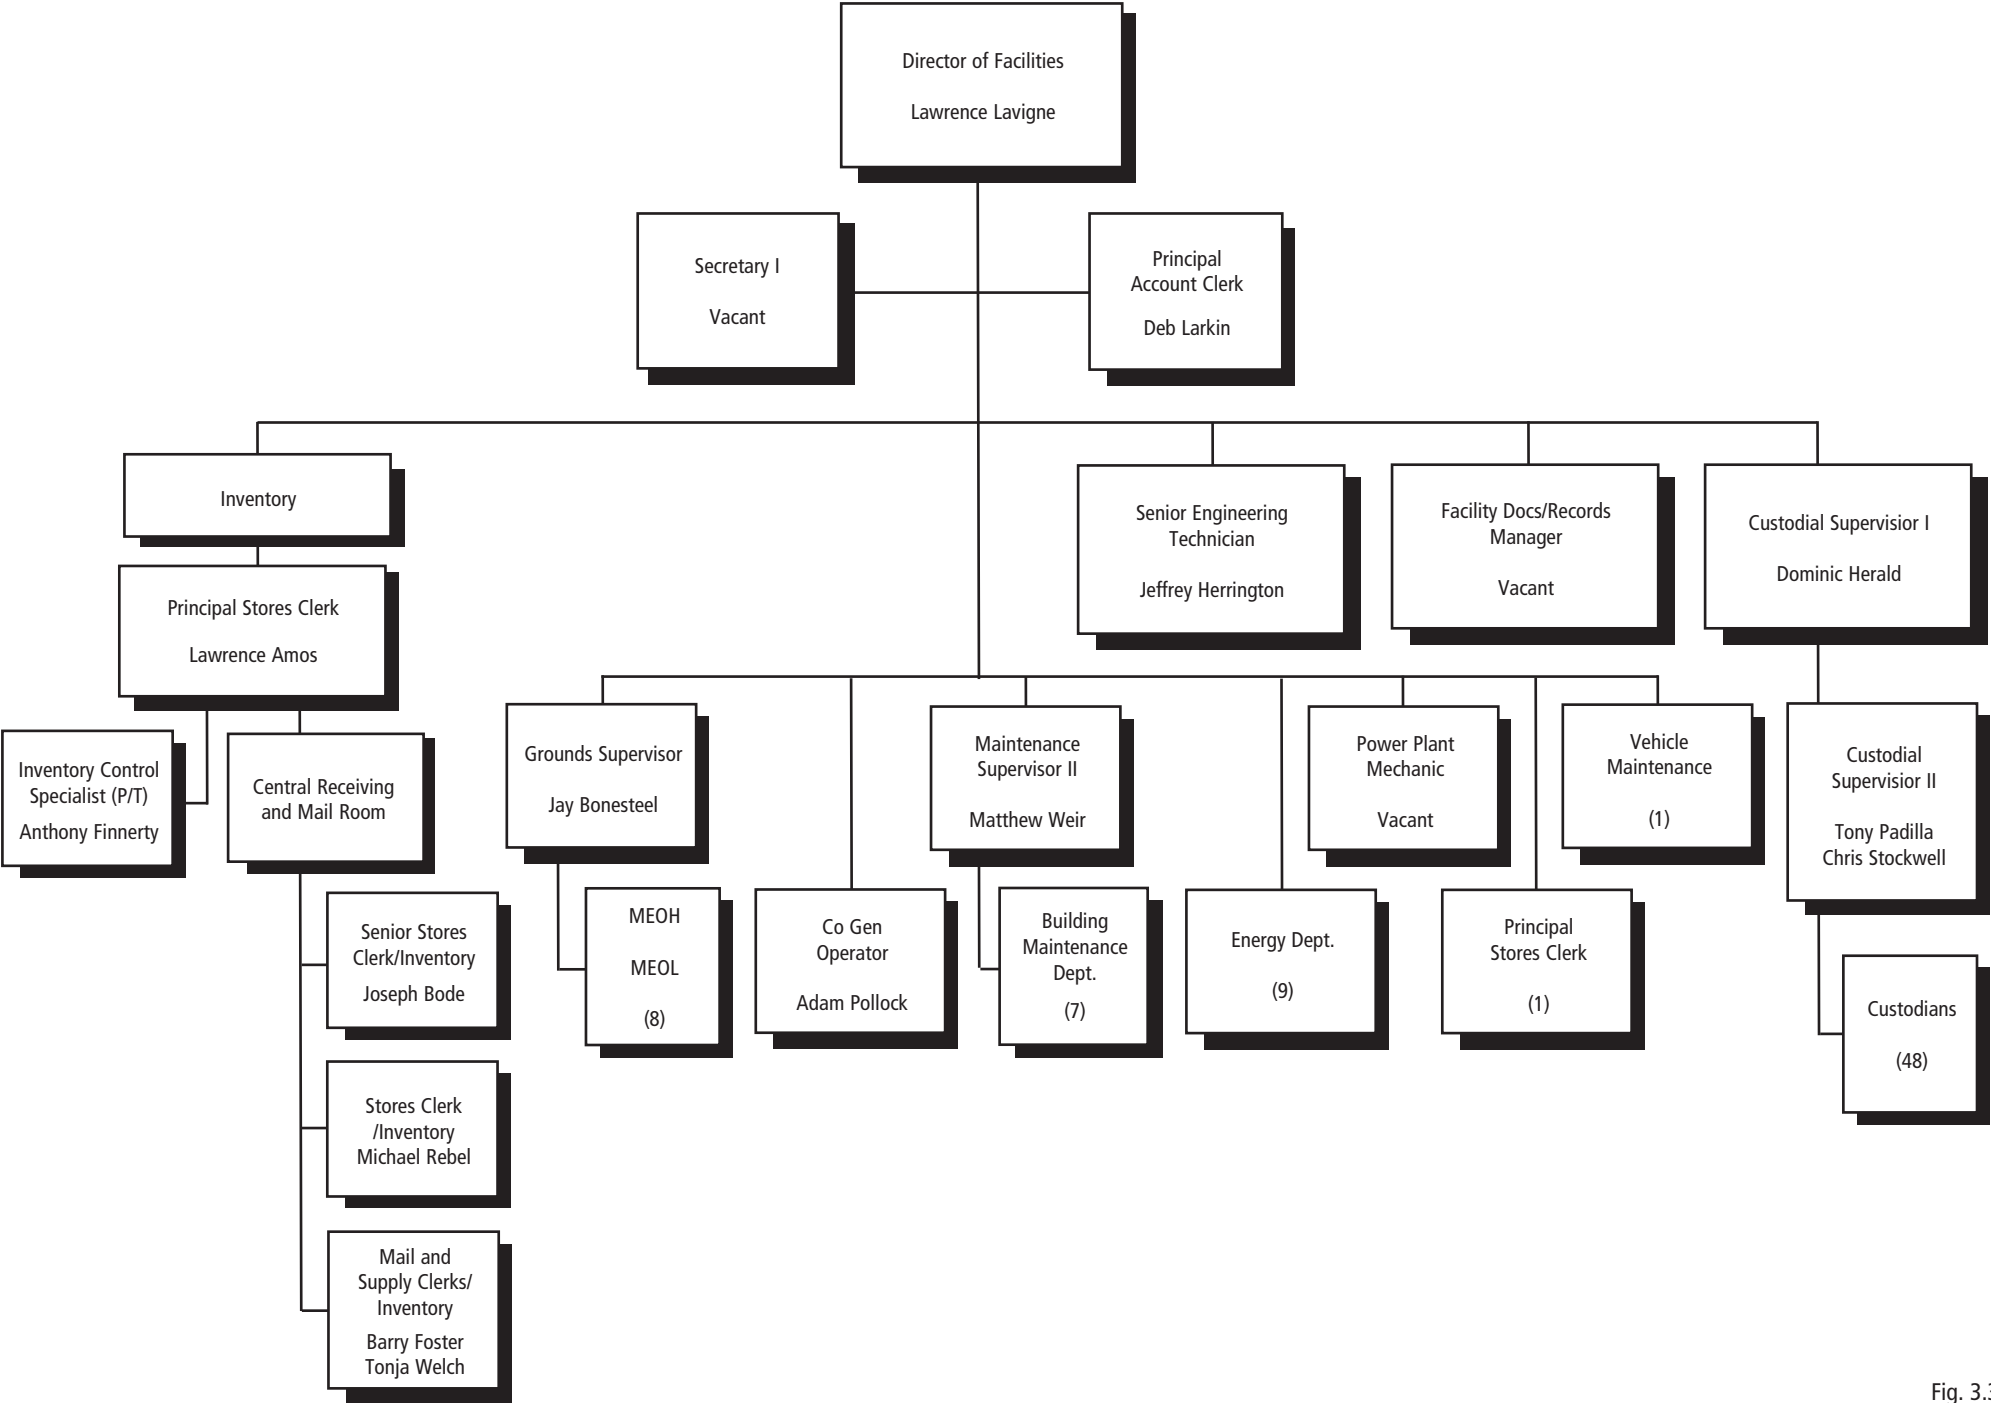 Director of Facilities
Lawrence Lavigne
Secretary I
Vacant
Principal
Account Clerk
Deb Larkin
Inventory
Senior Engineering
Technician
Jeffrey Herrington
Facility Docs/Records
Manager
Vacant
Custodial Supervisior I
Dominic Herald
Principal Stores Clerk
Lawrence Amos
Inventory Control
Specialist (P/T)
Anthony Finnerty
Central Receiving
and Mail Room
Grounds Supervisor
Jay Bonesteel
Maintenance
Supervisor II
Matthew Weir
Power Plant
Mechanic
Vacant
Vehicle
Maintenance
(1)
Custodial
Supervisior II
Tony Padilla
Chris Stockwell
Senior Stores
Clerk/Inventory
Joseph Bode
MEOH
MEOL
(8)
Co Gen
Operator
Adam Pollock
Building
Maintenance
Dept.
(7)
Energy Dept.
(9)
Principal
Stores Clerk
(1)
Custodians
(48)
Stores Clerk
/Inventory
Michael Rebel
Mail and
Supply Clerks/
Inventory
Barry Foster
Tonja Welch
Fig. 3.3